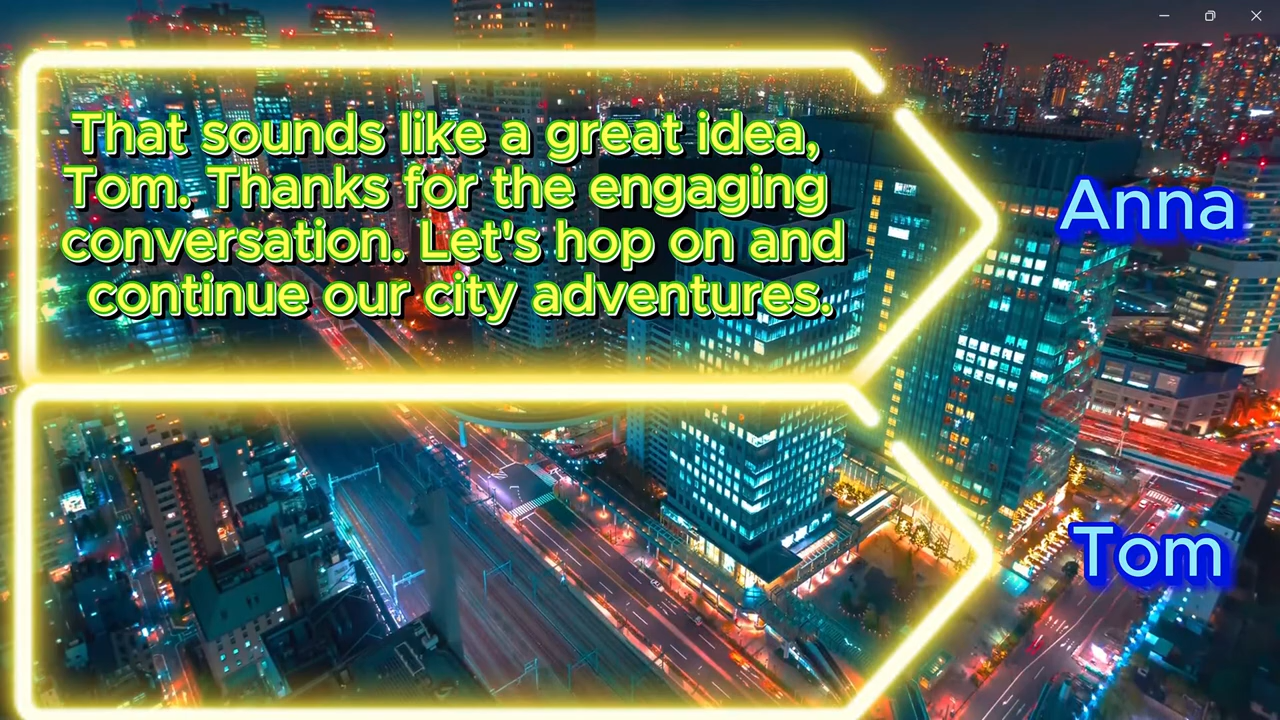 That sounds like a great idea,
Tom. Thanks for the engaging
conversation. Let's hop on and
continue our city adventures.
Anna
Tom